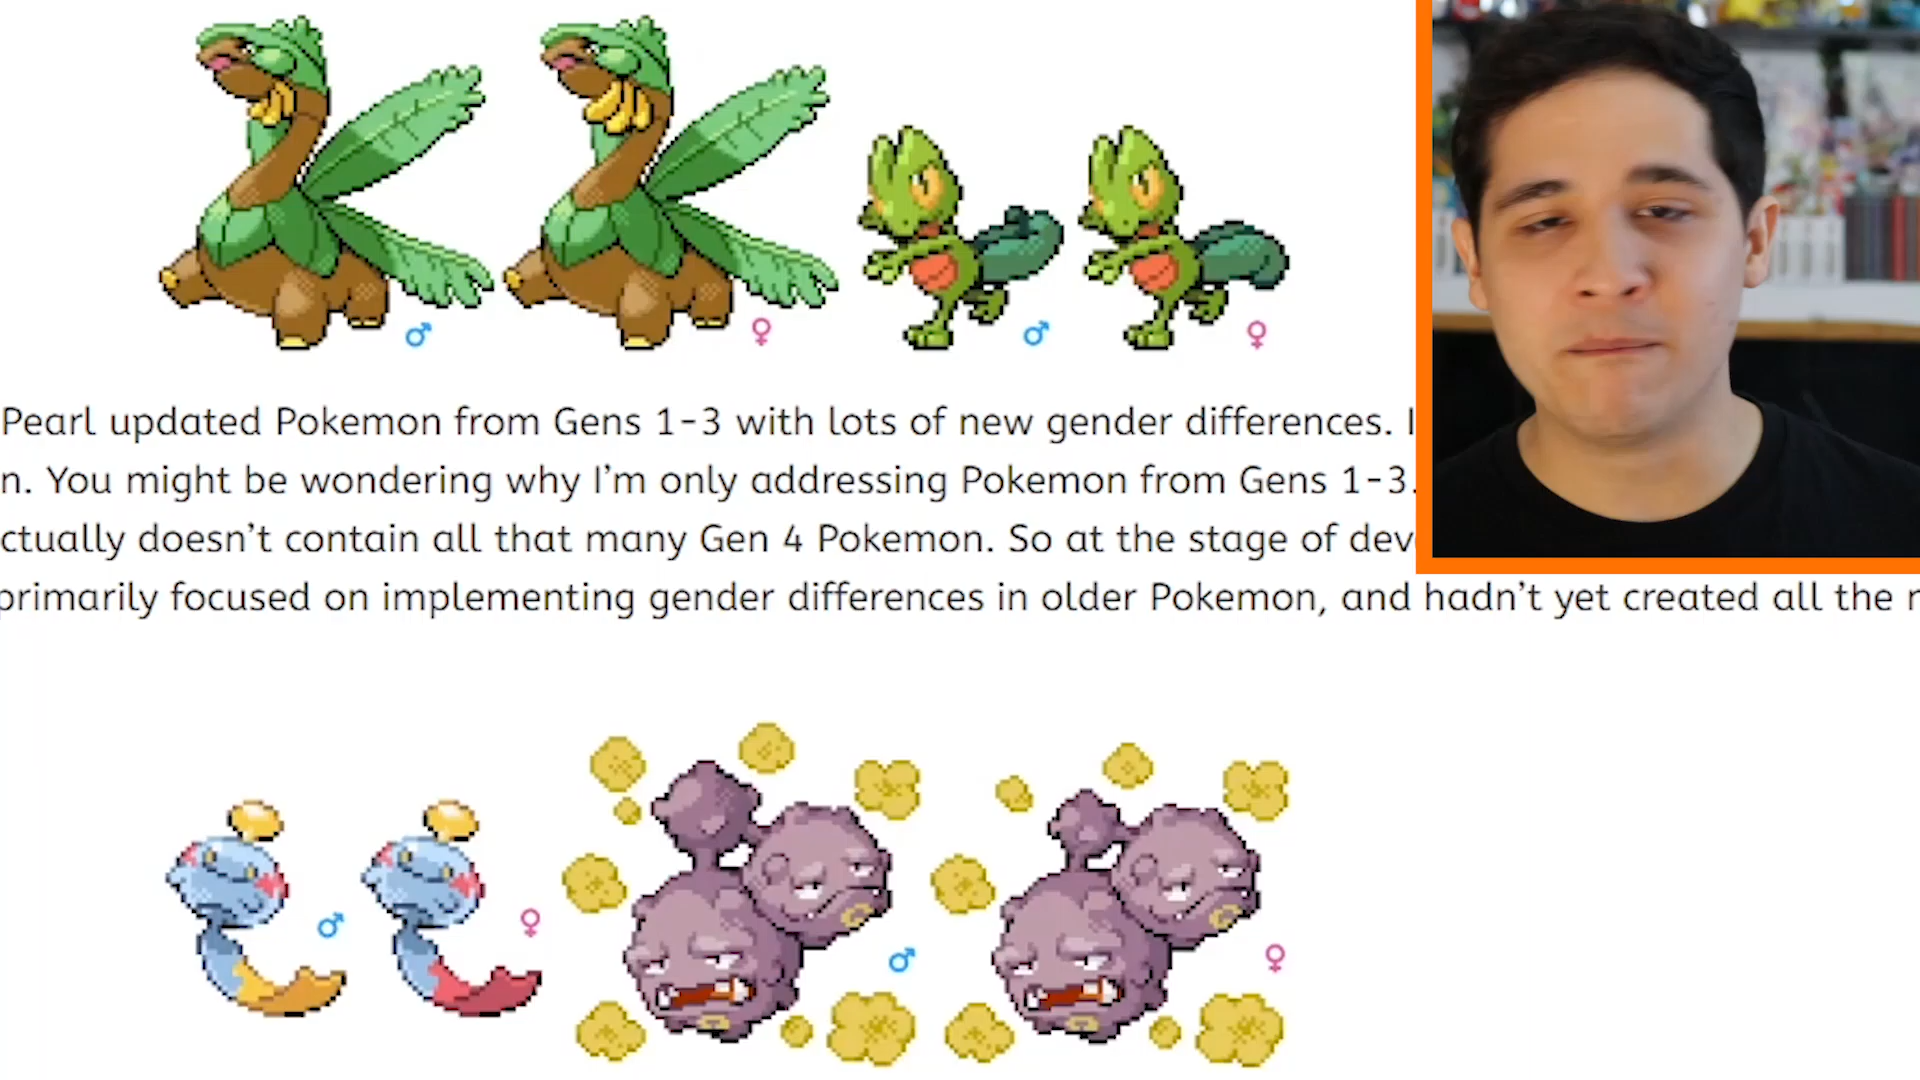 ♂ ♀ ♂ ♀
Pearl updated Pokemon from Gens 1-3 with lots of new gender differences. I
n. You might be wondering why I'm only addressing Pokemon from Gens 1-3.
ctually doesn't contain all that many Gen 4 Pokemon. So at the stage of dev
primarily focused on implementing gender differences in older Pokemon, and hadn't yet created all the
♂ ♀ ♂ ♀